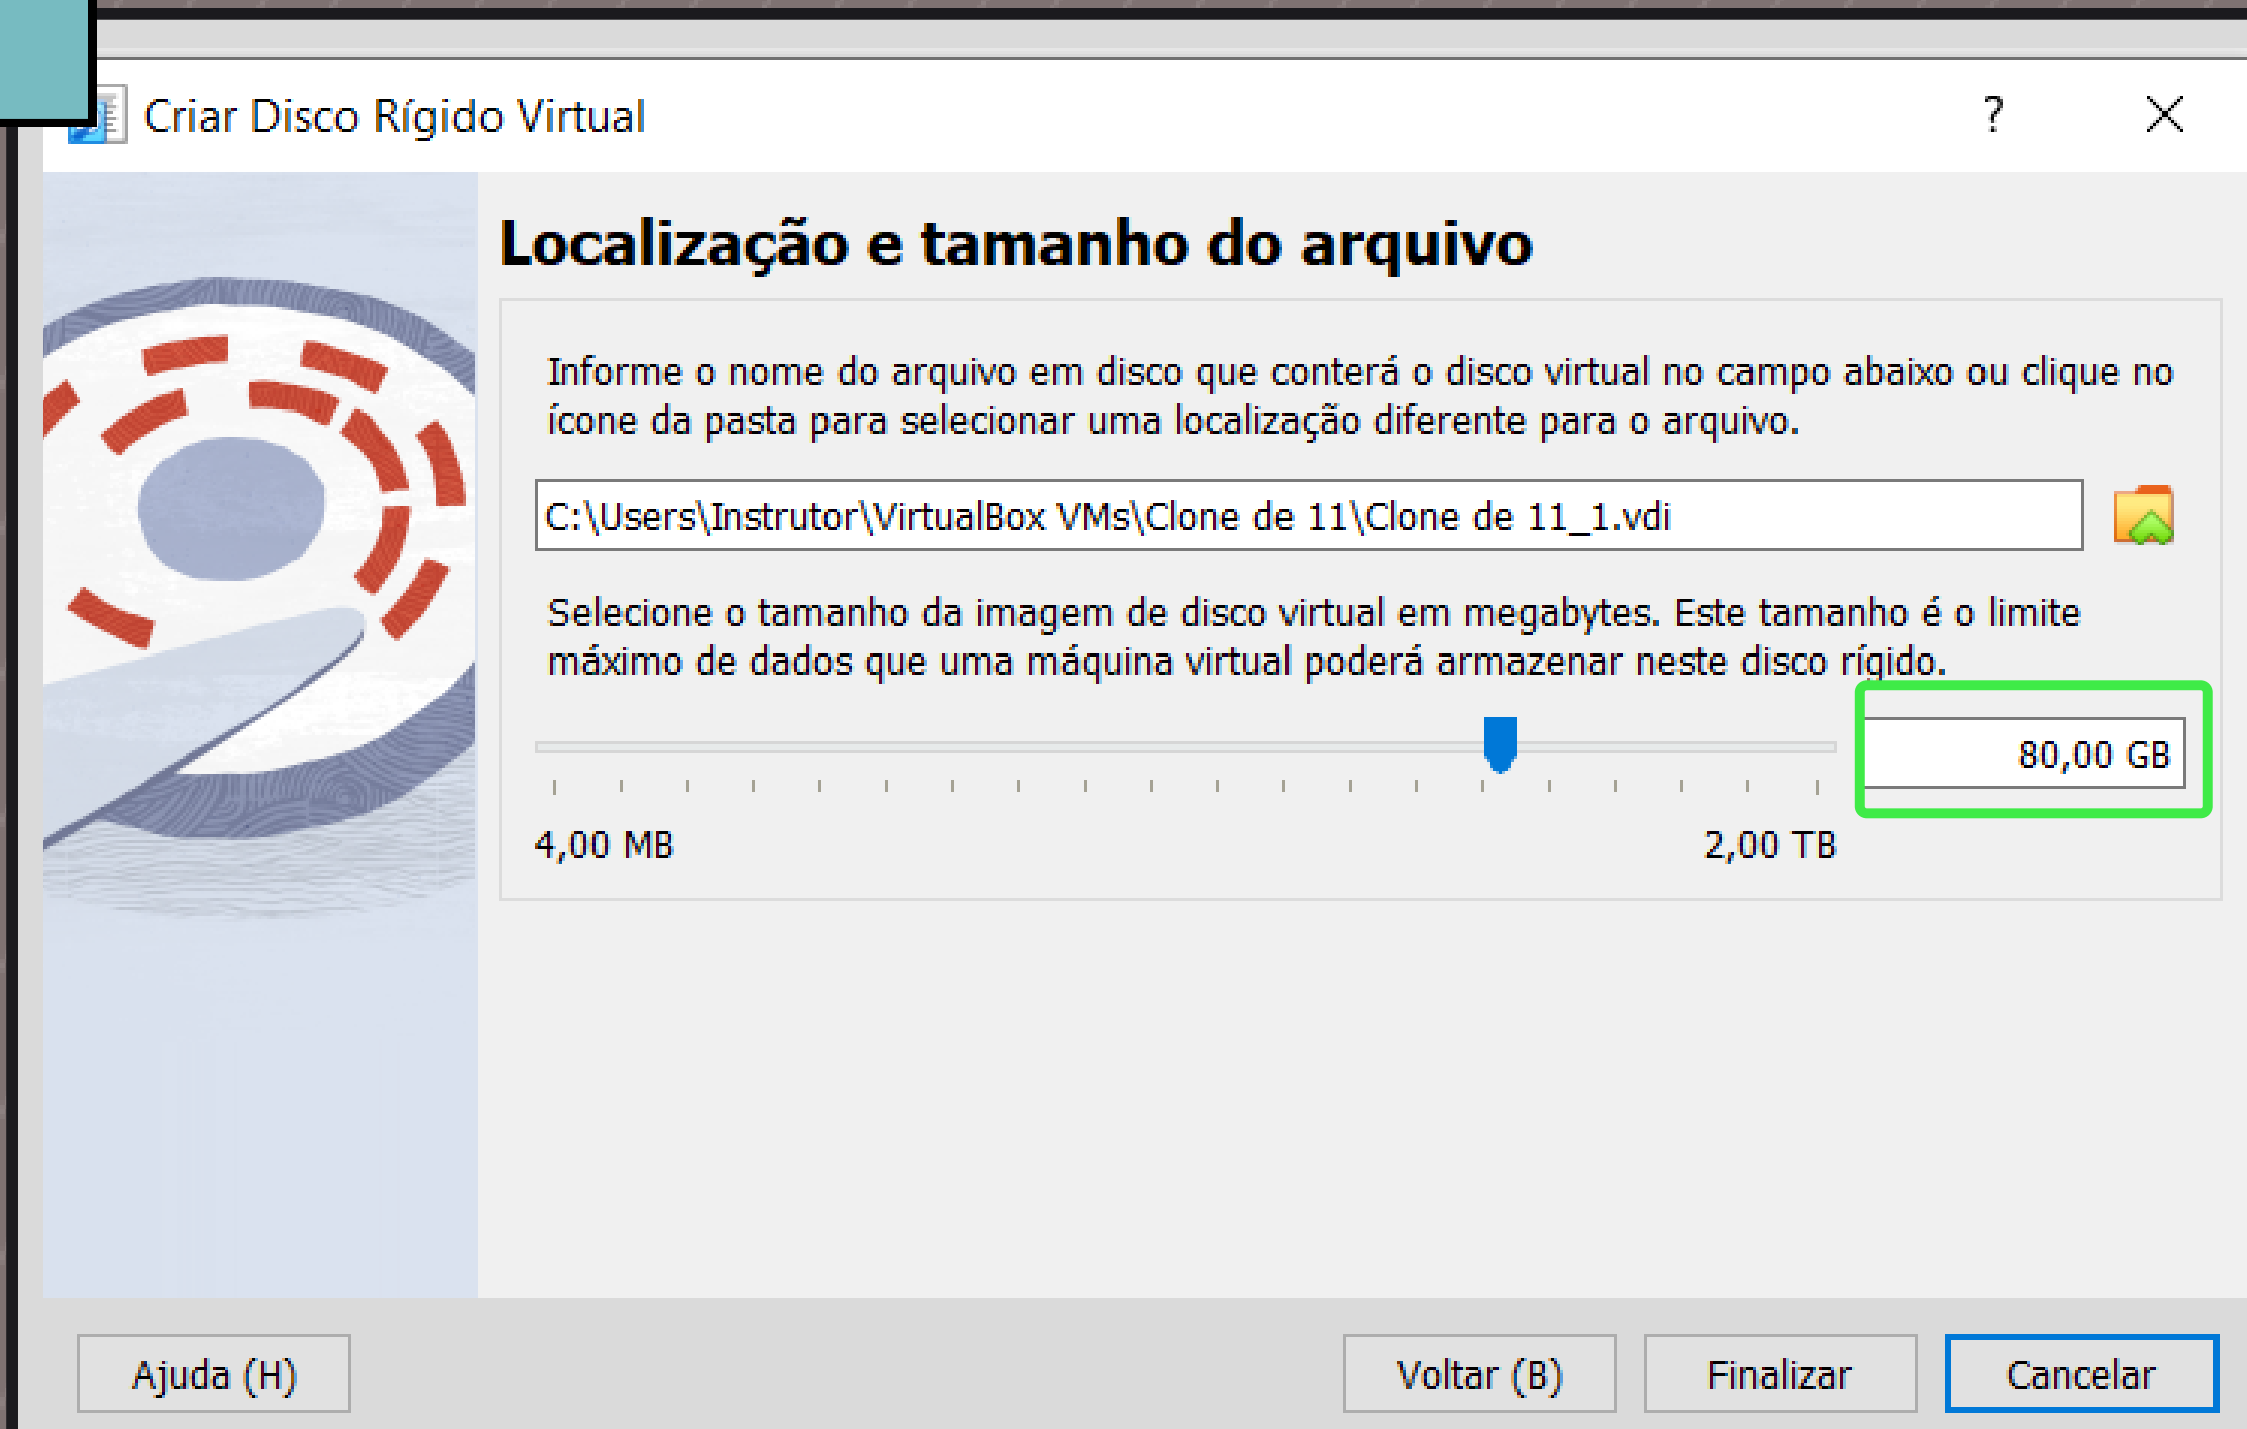 Criar Disco Rígido Virtual
?
Localização e tamanho do arquivo
Informe o nome do arquivo em disco que conterá o disco virtual no campo abaixo ou clique no
ícone da pasta para selecionar uma localização diferente para o arquivo.
C:\Users\Instrutor\VirtualBox VMs\Clone de 11\Clone de 11_1.vdi
Selecione o tamanho da imagem de disco virtual em megabytes. Este tamanho é o limite
máximo de dados que uma máquina virtual poderá armazenar neste disco rígido.
80,00 GB
4,00 MB 2,00 TB
Ajuda (H) Voltar (B) Finalizar Cancelar